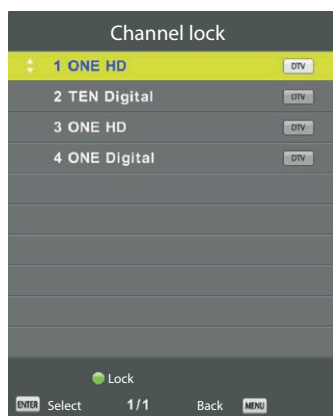 Channel lock
1 ONE HD DTV
2 TEN Digital DTV
3 ONE HD DTV
4 ONE Digital DTV
Lock
ENTER Select 1/1 Back MENU